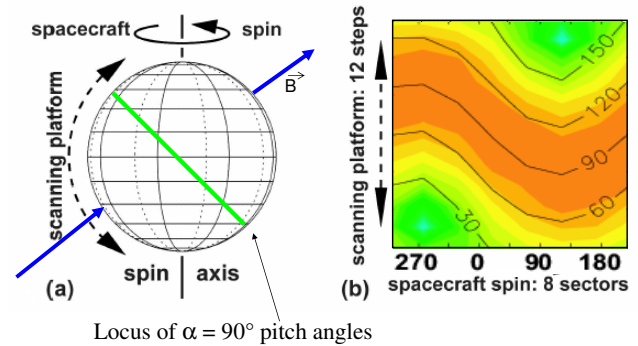 spacecraft spin
B
scanning platform
(a)
spin axis
Locus of α = 90° pitch angles
scanning platform: 12 steps
150
120
90
60
30
270 0 90 180
(b)
spacecraft spin: 8 sectors